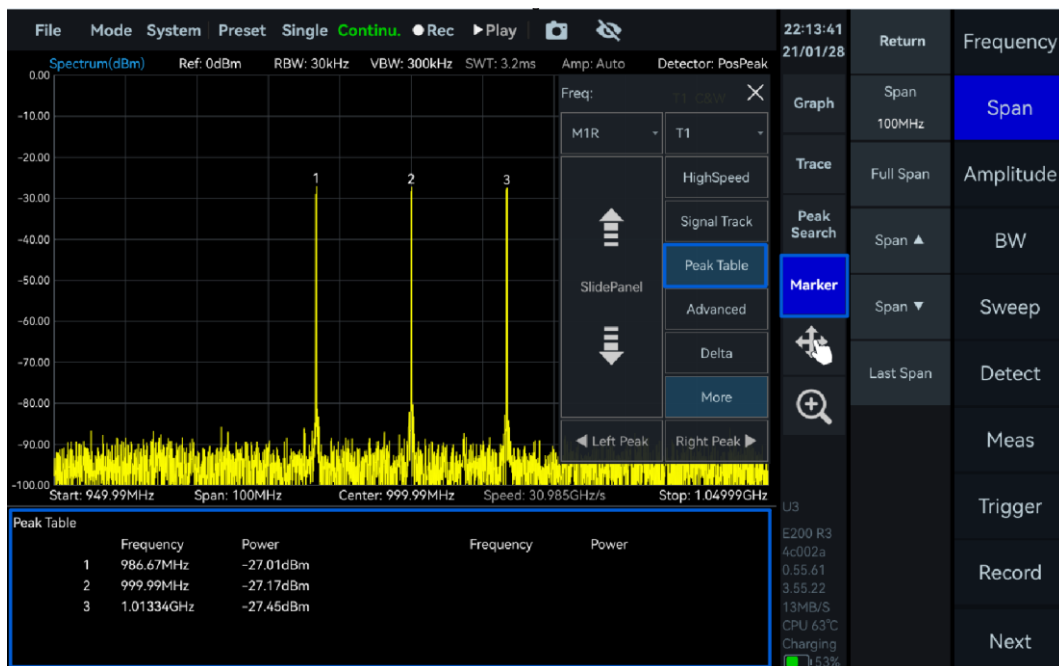 File Mode System Preset Single Continu. Rec Play
Spectrum(dBm) Ref: 0dBm RBW: 30kHz VBW: 300kHz SWT: 3.2ms Amp: Auto Detector: PosPeak
0.00
-10.00
-20.00
-30.00
-40.00
-50.00
-60.00
-70.00
-80.00
-90.00
-100.00
1 2 3
Start: 949.99MHz Span: 100MHz Center: 999.99MHz Speed: 30.985GHz/s Stop: 1.04999GHz
Freq: T1 C&W
M1R T1
HighSpeed
Signal Track
Peak Table
SlidePanel
Advanced
Delta
More
Left Peak Right Peak
Peak Table
Frequency Power Frequency Power
1 986.67MHz -27.01dBm
2 999.99MHz -27.17dBm
3 1.01334GHz -27.45dBm
22:13:41
21/01/28
Graph
Trace
Peak
Search
Marker
U3
E200 R3
4c002a
0.55.61
3.55.22
13MB/S
CPU 63℃
Charging
53%
Return
Span
100MHz
Full Span
Span ▲
Span ▼
Last Span
Frequency
Span
Amplitude
BW
Sweep
Detect
Meas
Trigger
Record
Next